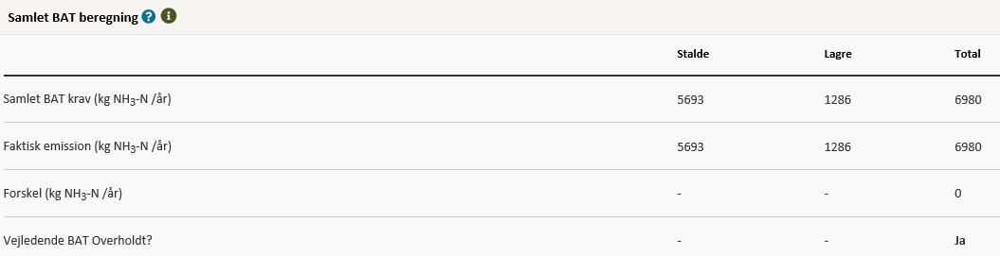 Samlet BAT beregning ? i
Stalde Lagre Total
Samlet BAT krav (kg NH3-N /år) 5693 1286 6980
Faktisk emission (kg NH3-N /år) 5693 1286 6980
Forskel (kg NH3-N /år) - - 0
Vejledende BAT Overholdt? - - Ja